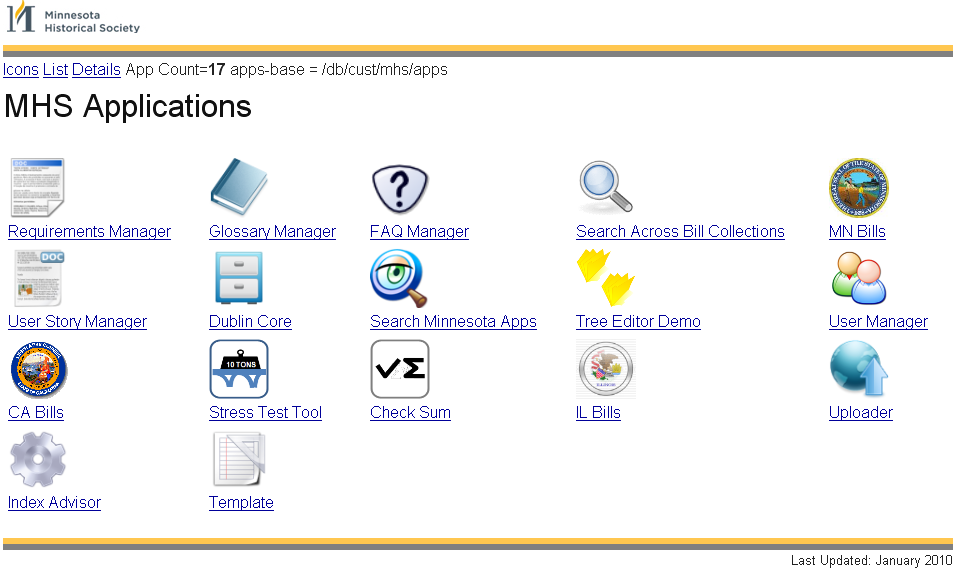 Minnesota
Historical Society
Icons List Details App Count=17 apps-base = /db/cust/mhs/apps
MHS Applications
DOC
Requirements Manager Glossary Manager FAQ Manager Search Across Bill Collections MN Bills
DOC
User Story Manager Dublin Core Search Minnesota Apps Tree Editor Demo User Manager
10 TONS
ILLINOIS
CA Bills Stress Test Tool Check Sum IL Bills Uploader
Index Advisor Template
Last Updated: January 2010